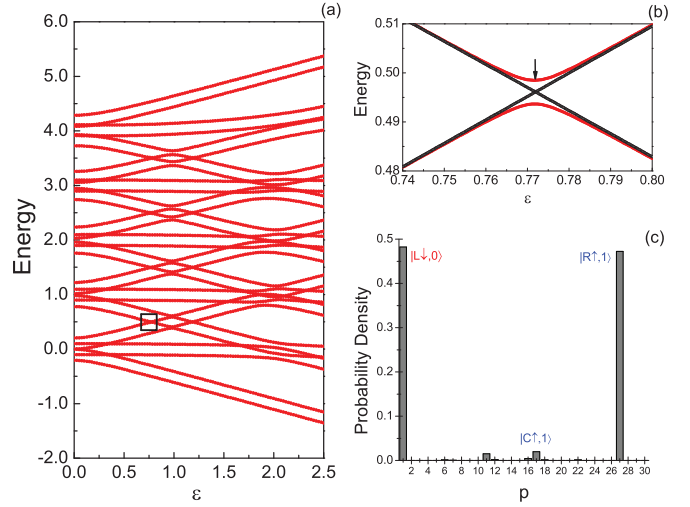 (a)
6.0
5.0
4.0
3.0
2.0
1.0
0.0
-1.0
-2.0
Energy
0.0 0.5 1.0 1.5 2.0 2.5
ε
(b)
0.51
0.50
0.49
0.48
Energy
0.74 0.75 0.76 0.77 0.78 0.79 0.80
ε
(c)
0.5
0.4
0.3
0.2
0.1
0.0
Probability Density
|L↓,0⟩
|R↑,1⟩
|C↑,1⟩
2 4 6 8 10 12 14 16 18 20 22 24 26 28 30
p